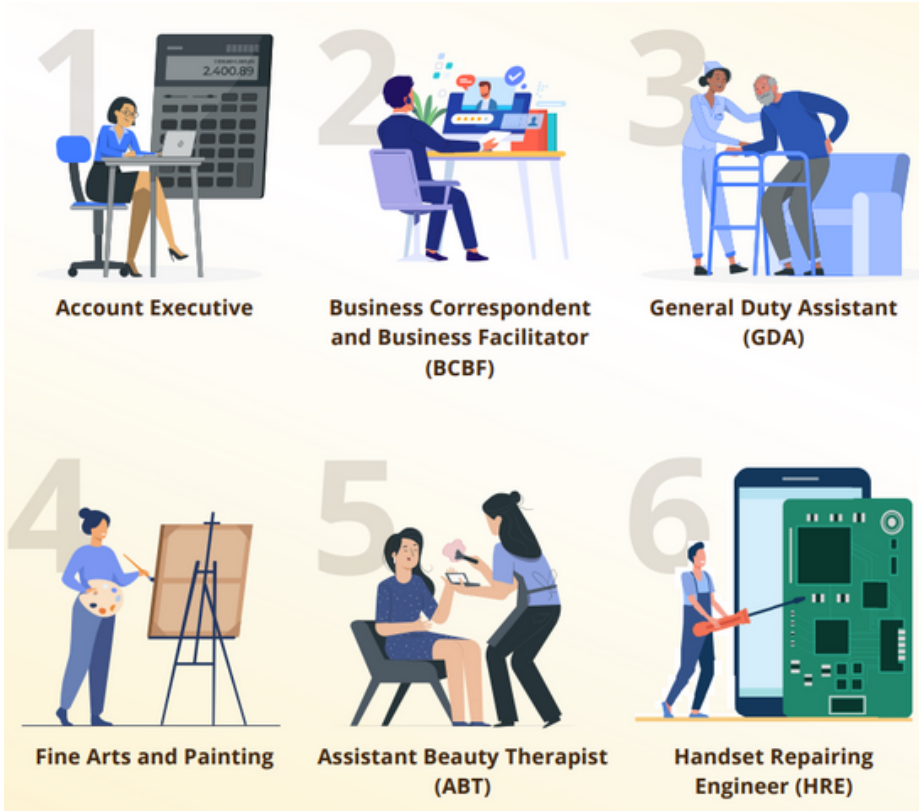 1
2.400.89
Account Executive
2
Business Correspondent
and Business Facilitator
(BCBF)
3
General Duty Assistant
(GDA)
4
Fine Arts and Painting
5
Assistant Beauty Therapist
(ABT)
6
Handset Repairing
Engineer (HRE)